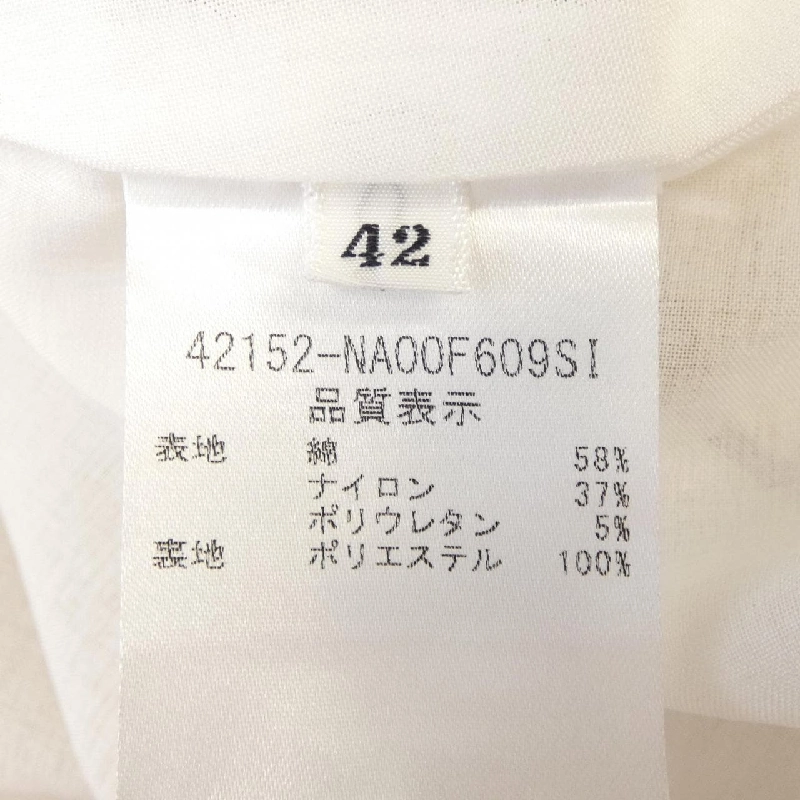 42
42152-NA00F609SI
品質表示
表地 綿 58%
ナイロン 37%
ポリウレタン 5%
裏地 ポリエステル 100%